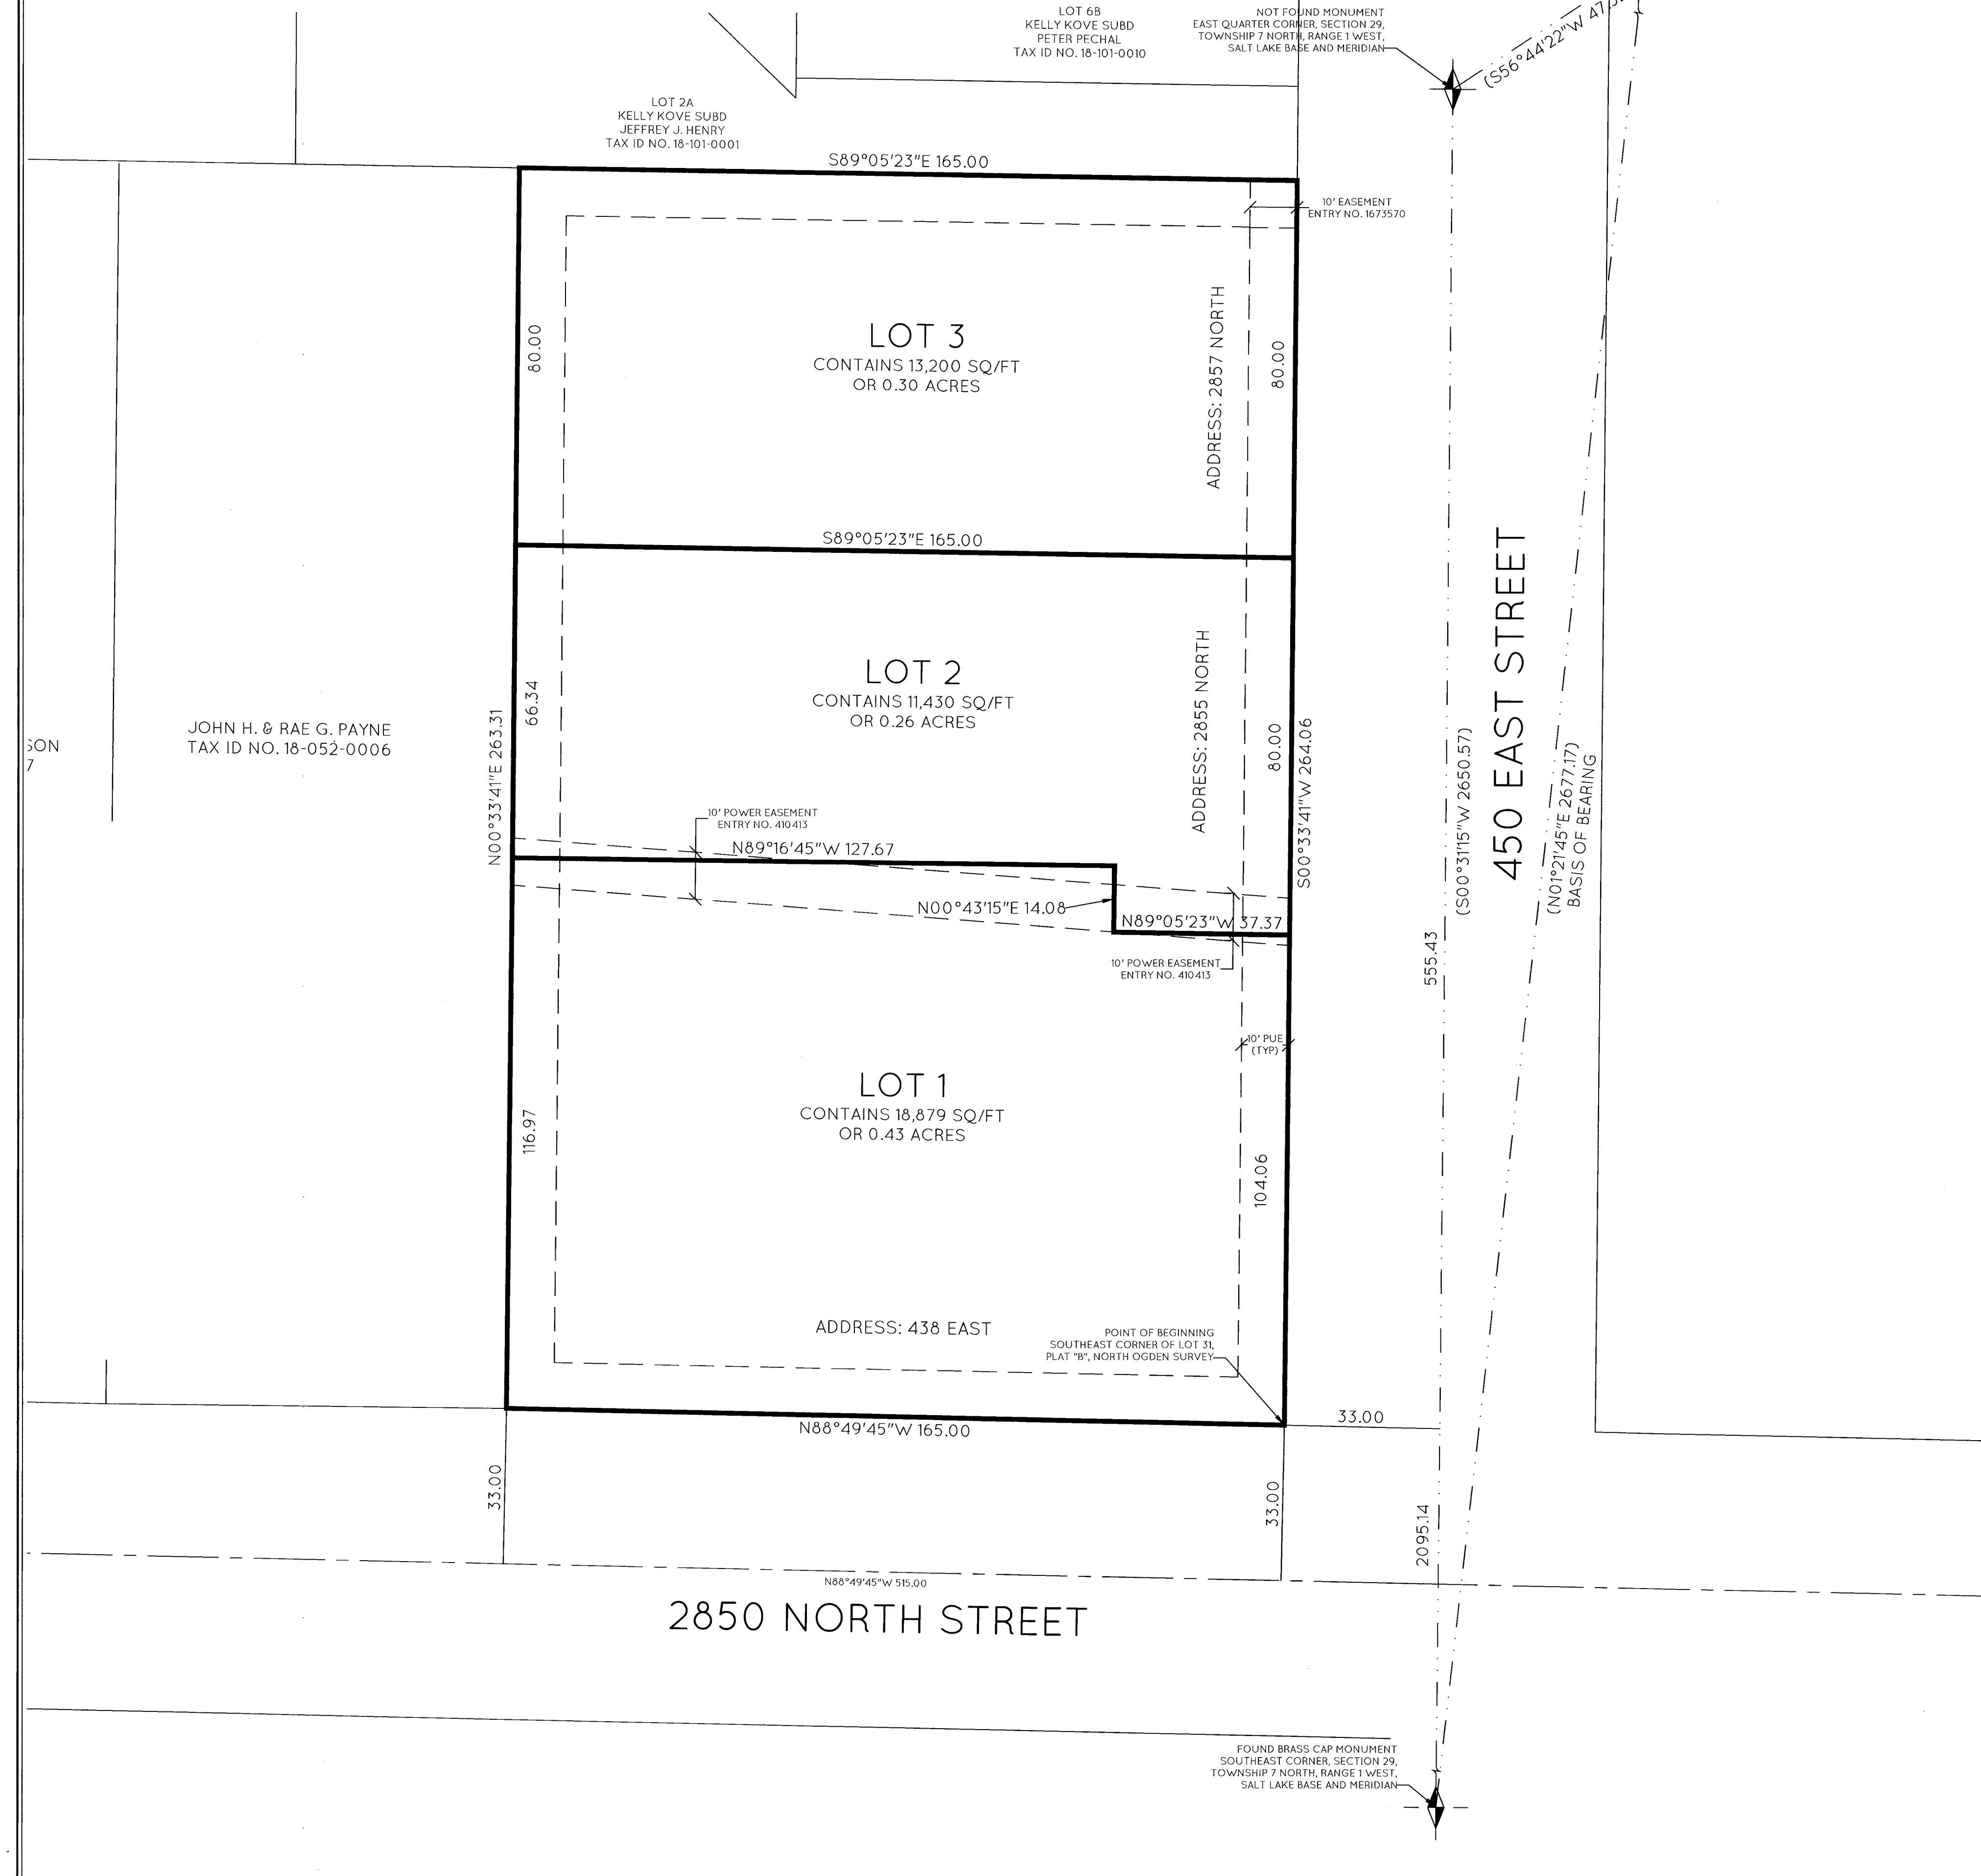 LOT 6B
KELLY KOVE SUBD
PETER PECHAL
TAX ID NO. 18-101-0010
NOT FOUND MONUMENT
EAST QUARTER CORNER, SECTION 29,
TOWNSHIP 7 NORTH, RANGE 1 WEST,
SALT LAKE BASE AND MERIDIAN
LOT 2A
KELLY KOVE SUBD
JEFFREY J. HENRY
TAX ID NO. 18-101-0001
(S56°44'22"W
S89°05'23"E 165.00
10' EASEMENT
ENTRY NO. 1673570
80.00
LOT 3
CONTAINS 13,200 SQ/FT
OR 0.30 ACRES
ADDRESS: 2857 NORTH
80.00
S89°05'23"E 165.00
66.34
LOT 2
CONTAINS 11,430 SQ/FT
OR 0.26 ACRES
ADDRESS: 2855 NORTH
80.00
N00°33'41"E 263.31
S00°33'41"W 264.06
JOHN H. & RAE G. PAYNE
TAX ID NO. 18-052-0006
SON
7
(S00°31'15"W 2650.57)
450 EAST STREET
(N01°21'45"E 2677.17)
BASIS OF BEARING
10' POWER EASEMENT
ENTRY NO. 410413
N89°16'45"W 127.67
N00°43'15"E 14.08
N89°05'23"W 37.37
10' POWER EASEMENT
ENTRY NO. 410413
555.43
10' PUE
(TYP)
116.97
LOT 1
CONTAINS 18,879 SQ/FT
OR 0.43 ACRES
104.06
ADDRESS: 438 EAST
POINT OF BEGINNING
SOUTHEAST CORNER OF LOT 31,
PLAT "B", NORTH OGDEN SURVEY
N88°49'45"W 165.00
33.00
33.00
33.00
2095.14
N88°49'45"W 515.00
2850 NORTH STREET
FOUND BRASS CAP MONUMENT
SOUTHEAST CORNER, SECTION 29,
TOWNSHIP 7 NORTH, RANGE 1 WEST,
SALT LAKE BASE AND MERIDIAN